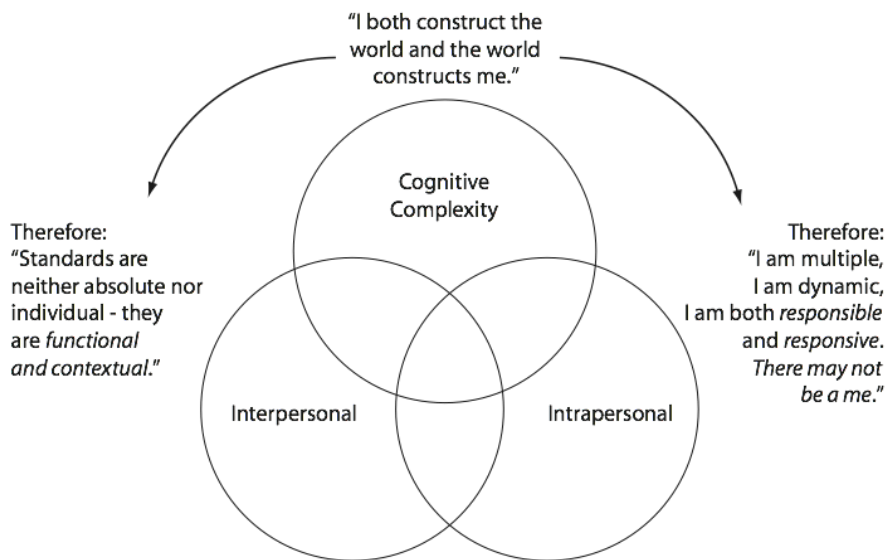 “I both construct the
world and the world
constructs me.”
Cognitive
Complexity
Therefore:
“Standards are
neither absolute nor
individual - they
are functional
and contextual.”
Therefore:
“I am multiple,
I am dynamic,
I am both responsible
and responsive.
There may not
be a me.”
Interpersonal
Intrapersonal